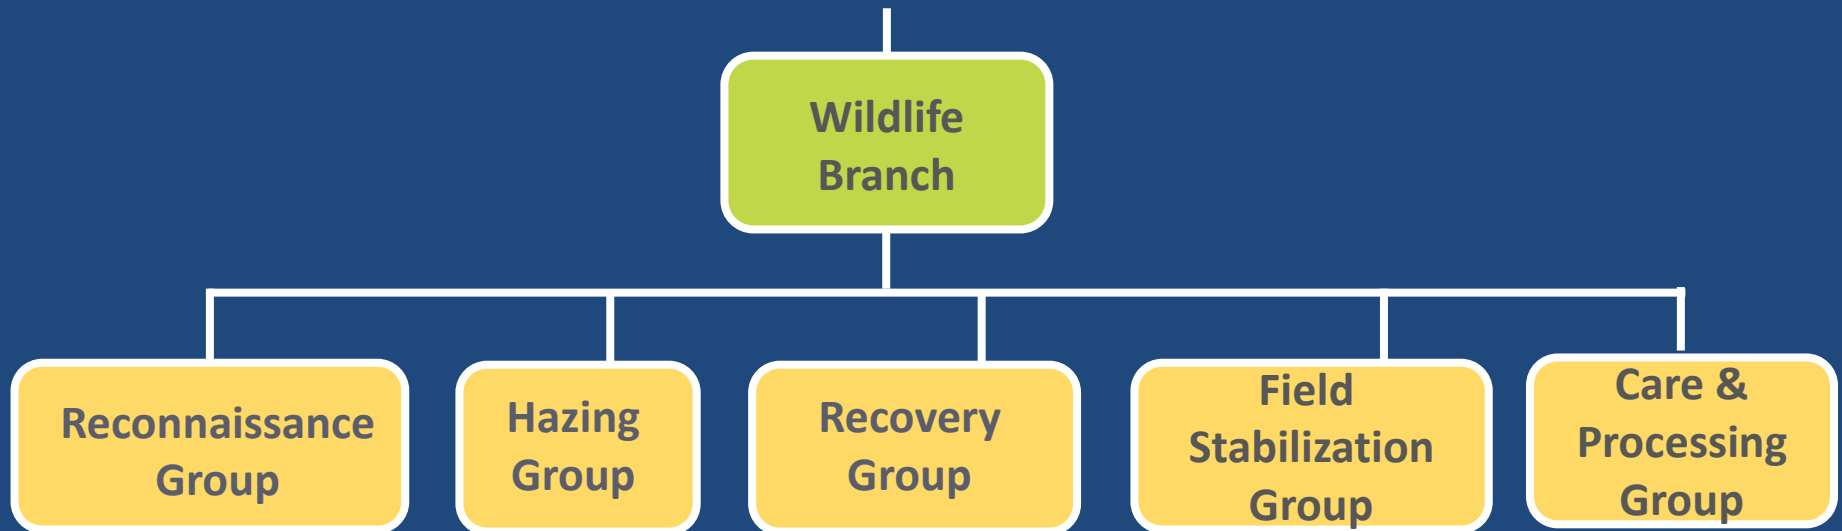 Wildlife
Branch
Reconnaissance
Group
Hazing
Group
Recovery
Group
Field
Stabilization
Group
Care &
Processing
Group